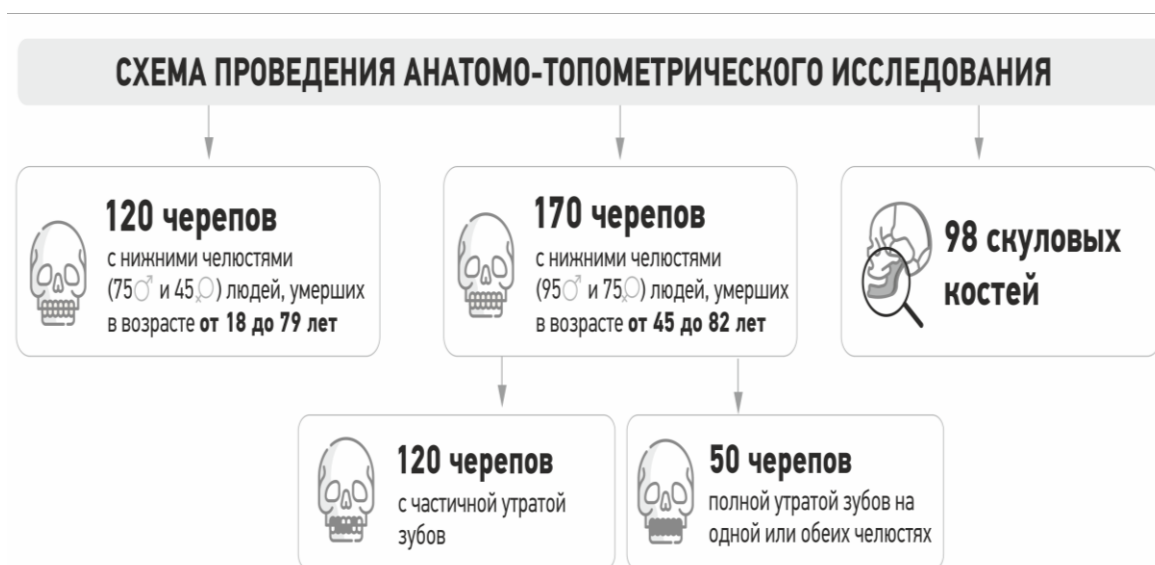 СХЕМА ПРОВЕДЕНИЯ АНАТОМО-ТОПОМЕТРИЧЕСКОГО ИССЛЕДОВАНИЯ
120 черепов
с нижними челюстями
(75♂ и 45♀) людей, умерших
в возрасте от 18 до 79 лет
170 черепов
с нижними челюстями
(95♂ и 75♀) людей, умерших
в возрасте от 45 до 82 лет
98 скуловых
костей
120 черепов
с частичной утратой
зубов
50 черепов
полной утратой зубов на
одной или обеих челюстях